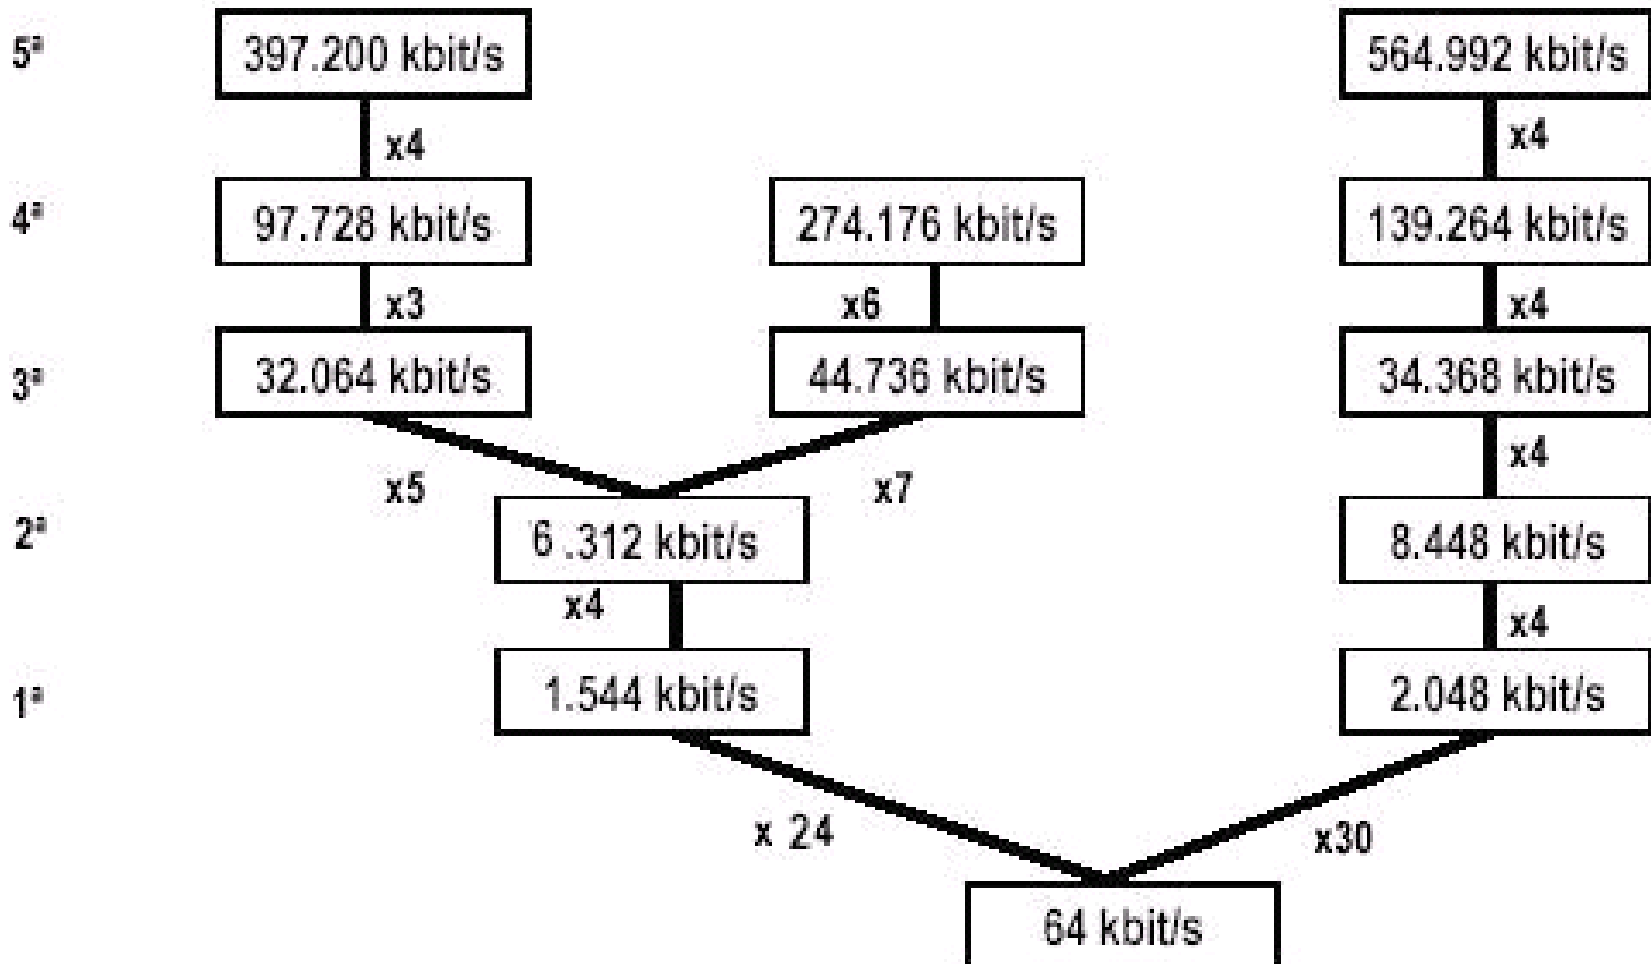 5ª 397.200 kbit/s 564.992 kbit/s
x4 x4
4ª 97.728 kbit/s 274.176 kbit/s 139.264 kbit/s
x3 x6 x4
3ª 32.064 kbit/s 44.736 kbit/s 34.368 kbit/s
x5 x7 x4
2ª 6 .312 kbit/s 8.448 kbit/s
x4 x4
1ª 1.544 kbit/s 2.048 kbit/s
x 24 x30
64 kbit/s